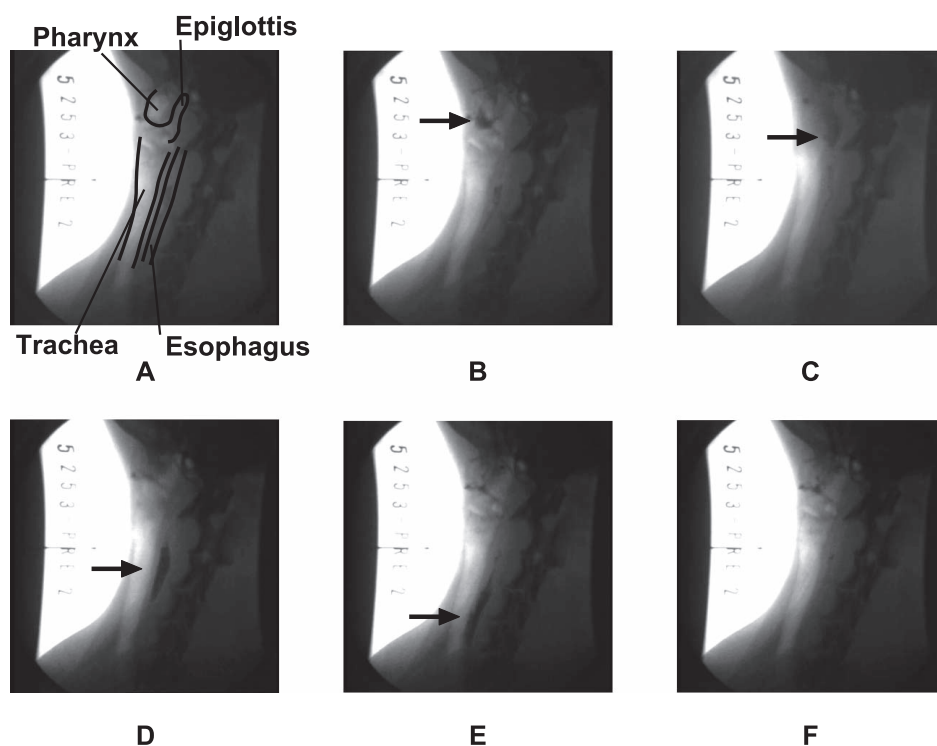 Epiglottis
Pharynx
5253-PRE 2
5253-PRE 2
5253-PRE 2
Trachea
Esophagus
A
B
C
5253-PRE 2
5253-PRE 2
5253-PRE 2
D
E
F